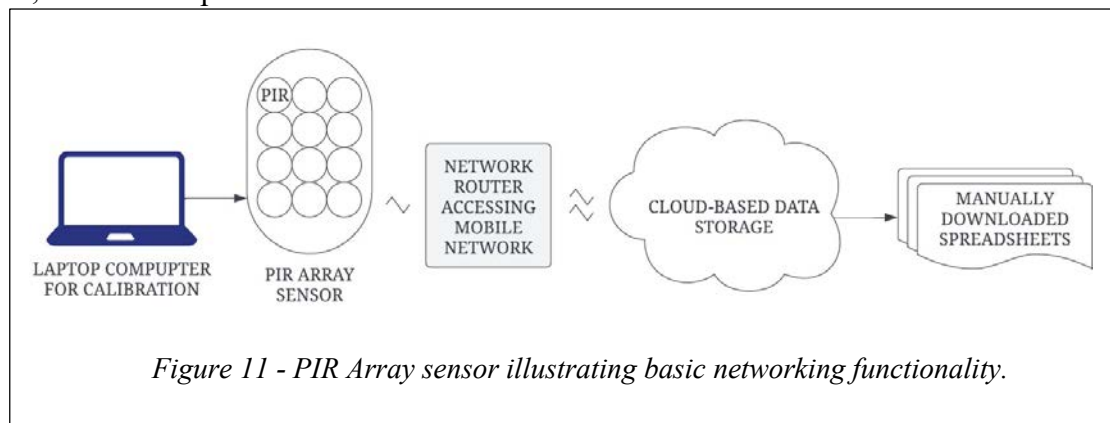 PIR
LAPTOP COMPUPTER
FOR CALIBRATION
PIR ARRAY
SENSOR
NETWORK
ROUTER
ACCESSING
MOBILE
NETWORK
CLOUD-BASED DATA
STORAGE
MANUALLY
DOWNLOADED
SPREADSHEETS
Figure 11 - PIR Array sensor illustrating basic networking functionality.